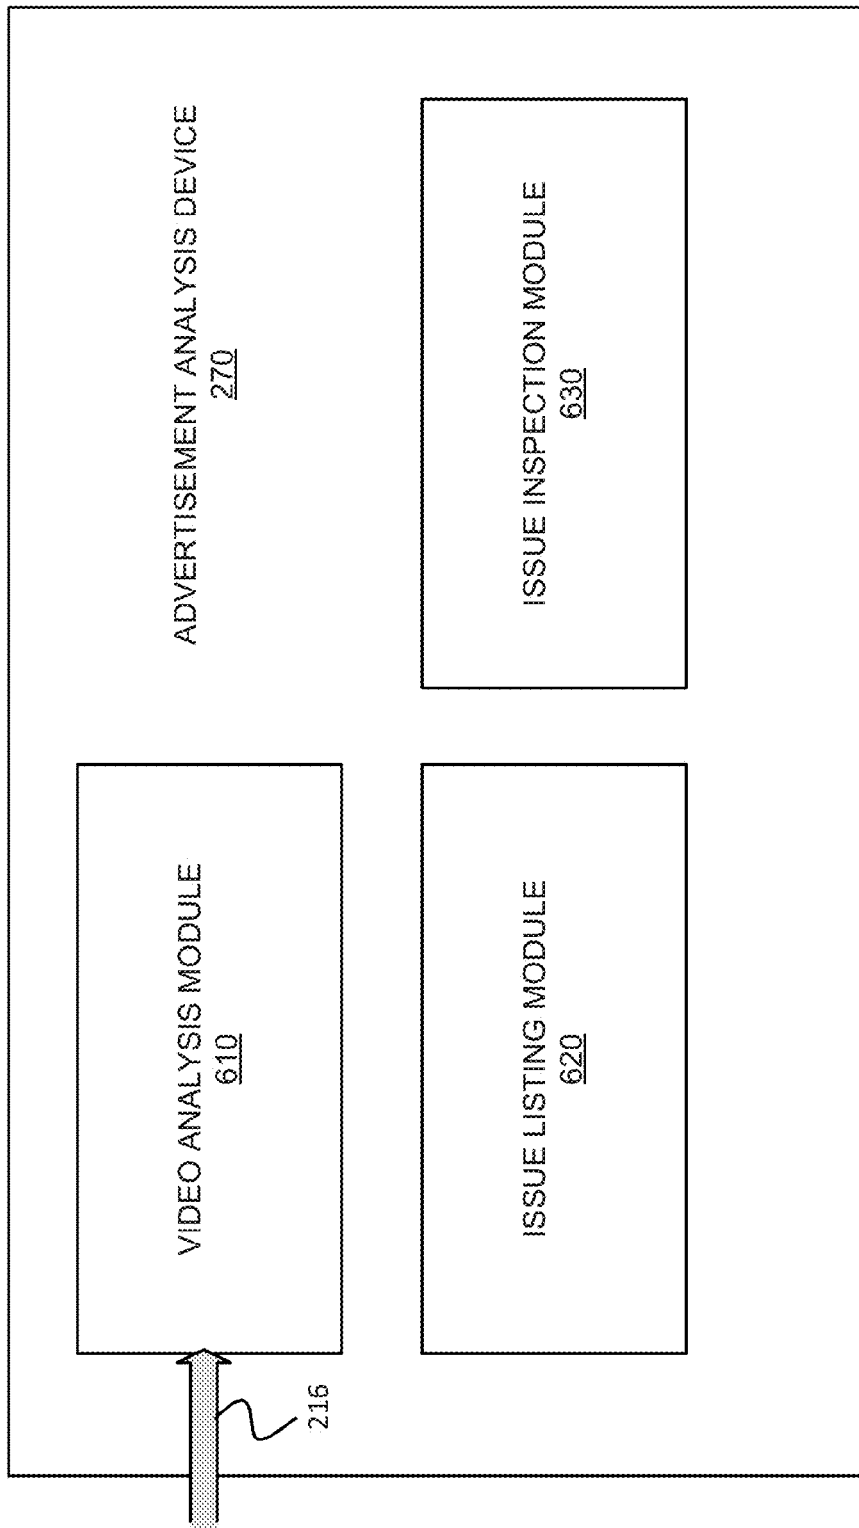 216
VIDEO ANALYSIS MODULE
610
ADVERTISEMENT ANALYSIS DEVICE
270
ISSUE LISTING MODULE
620
ISSUE INSPECTION MODULE
630